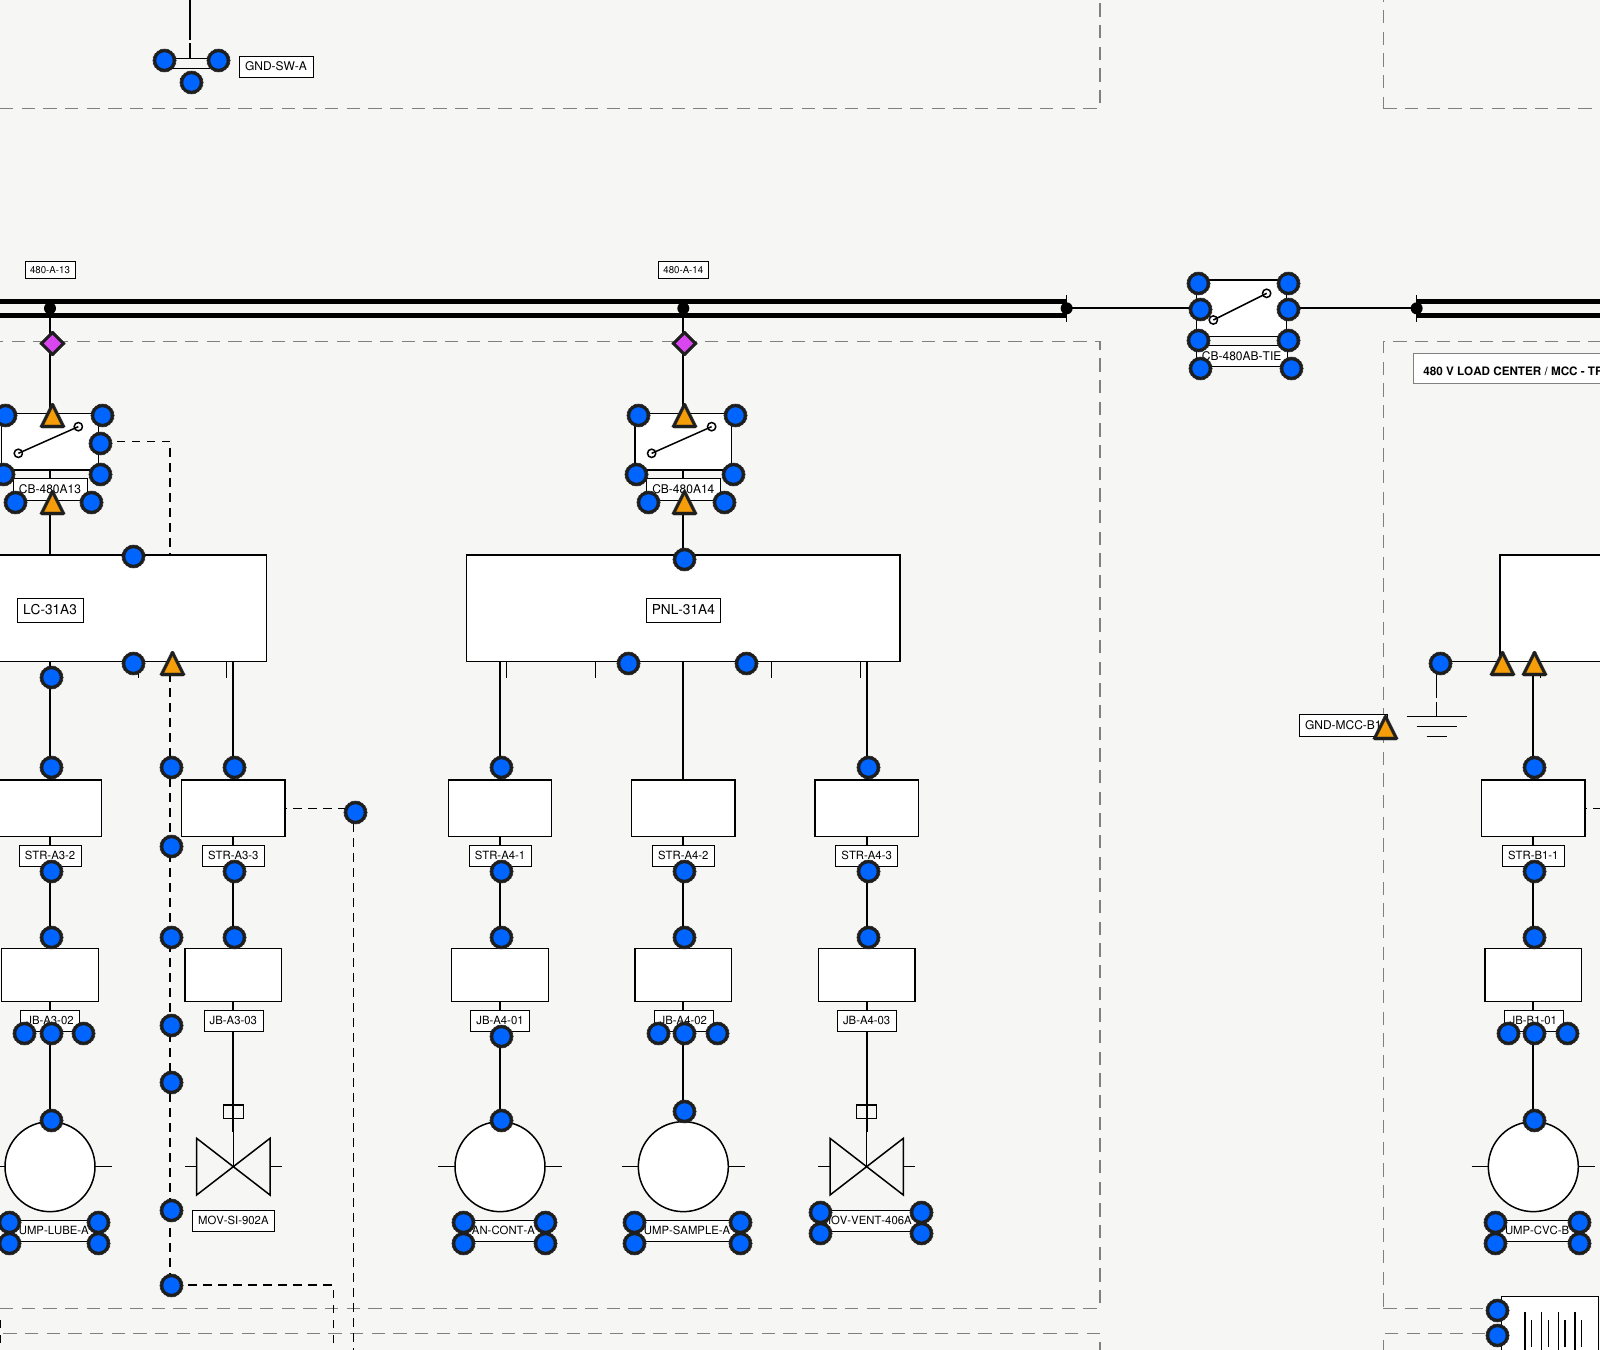 GND-SW-A
480-A-13
480-A-14
CB-480AB-TIE
480 V LOAD CENTER / MCC -
CB-480A13
CB-480A14
LC-31A3
PNL-31A4
GND-MCC-B1
STR-A3-2
STR-A3-3
STR-A4-1
STR-A4-2
STR-A4-3
STR-B1-1
JB-A3-02
JB-A3-03
JB-A4-01
JB-A4-02
JB-A4-03
JB-B1-01
MOV-SI-902A
UMP-LUBE-A
AN-CONT-A
UMP-SAMPLE-A
OV-VENT-406A
UMP-CVC-B